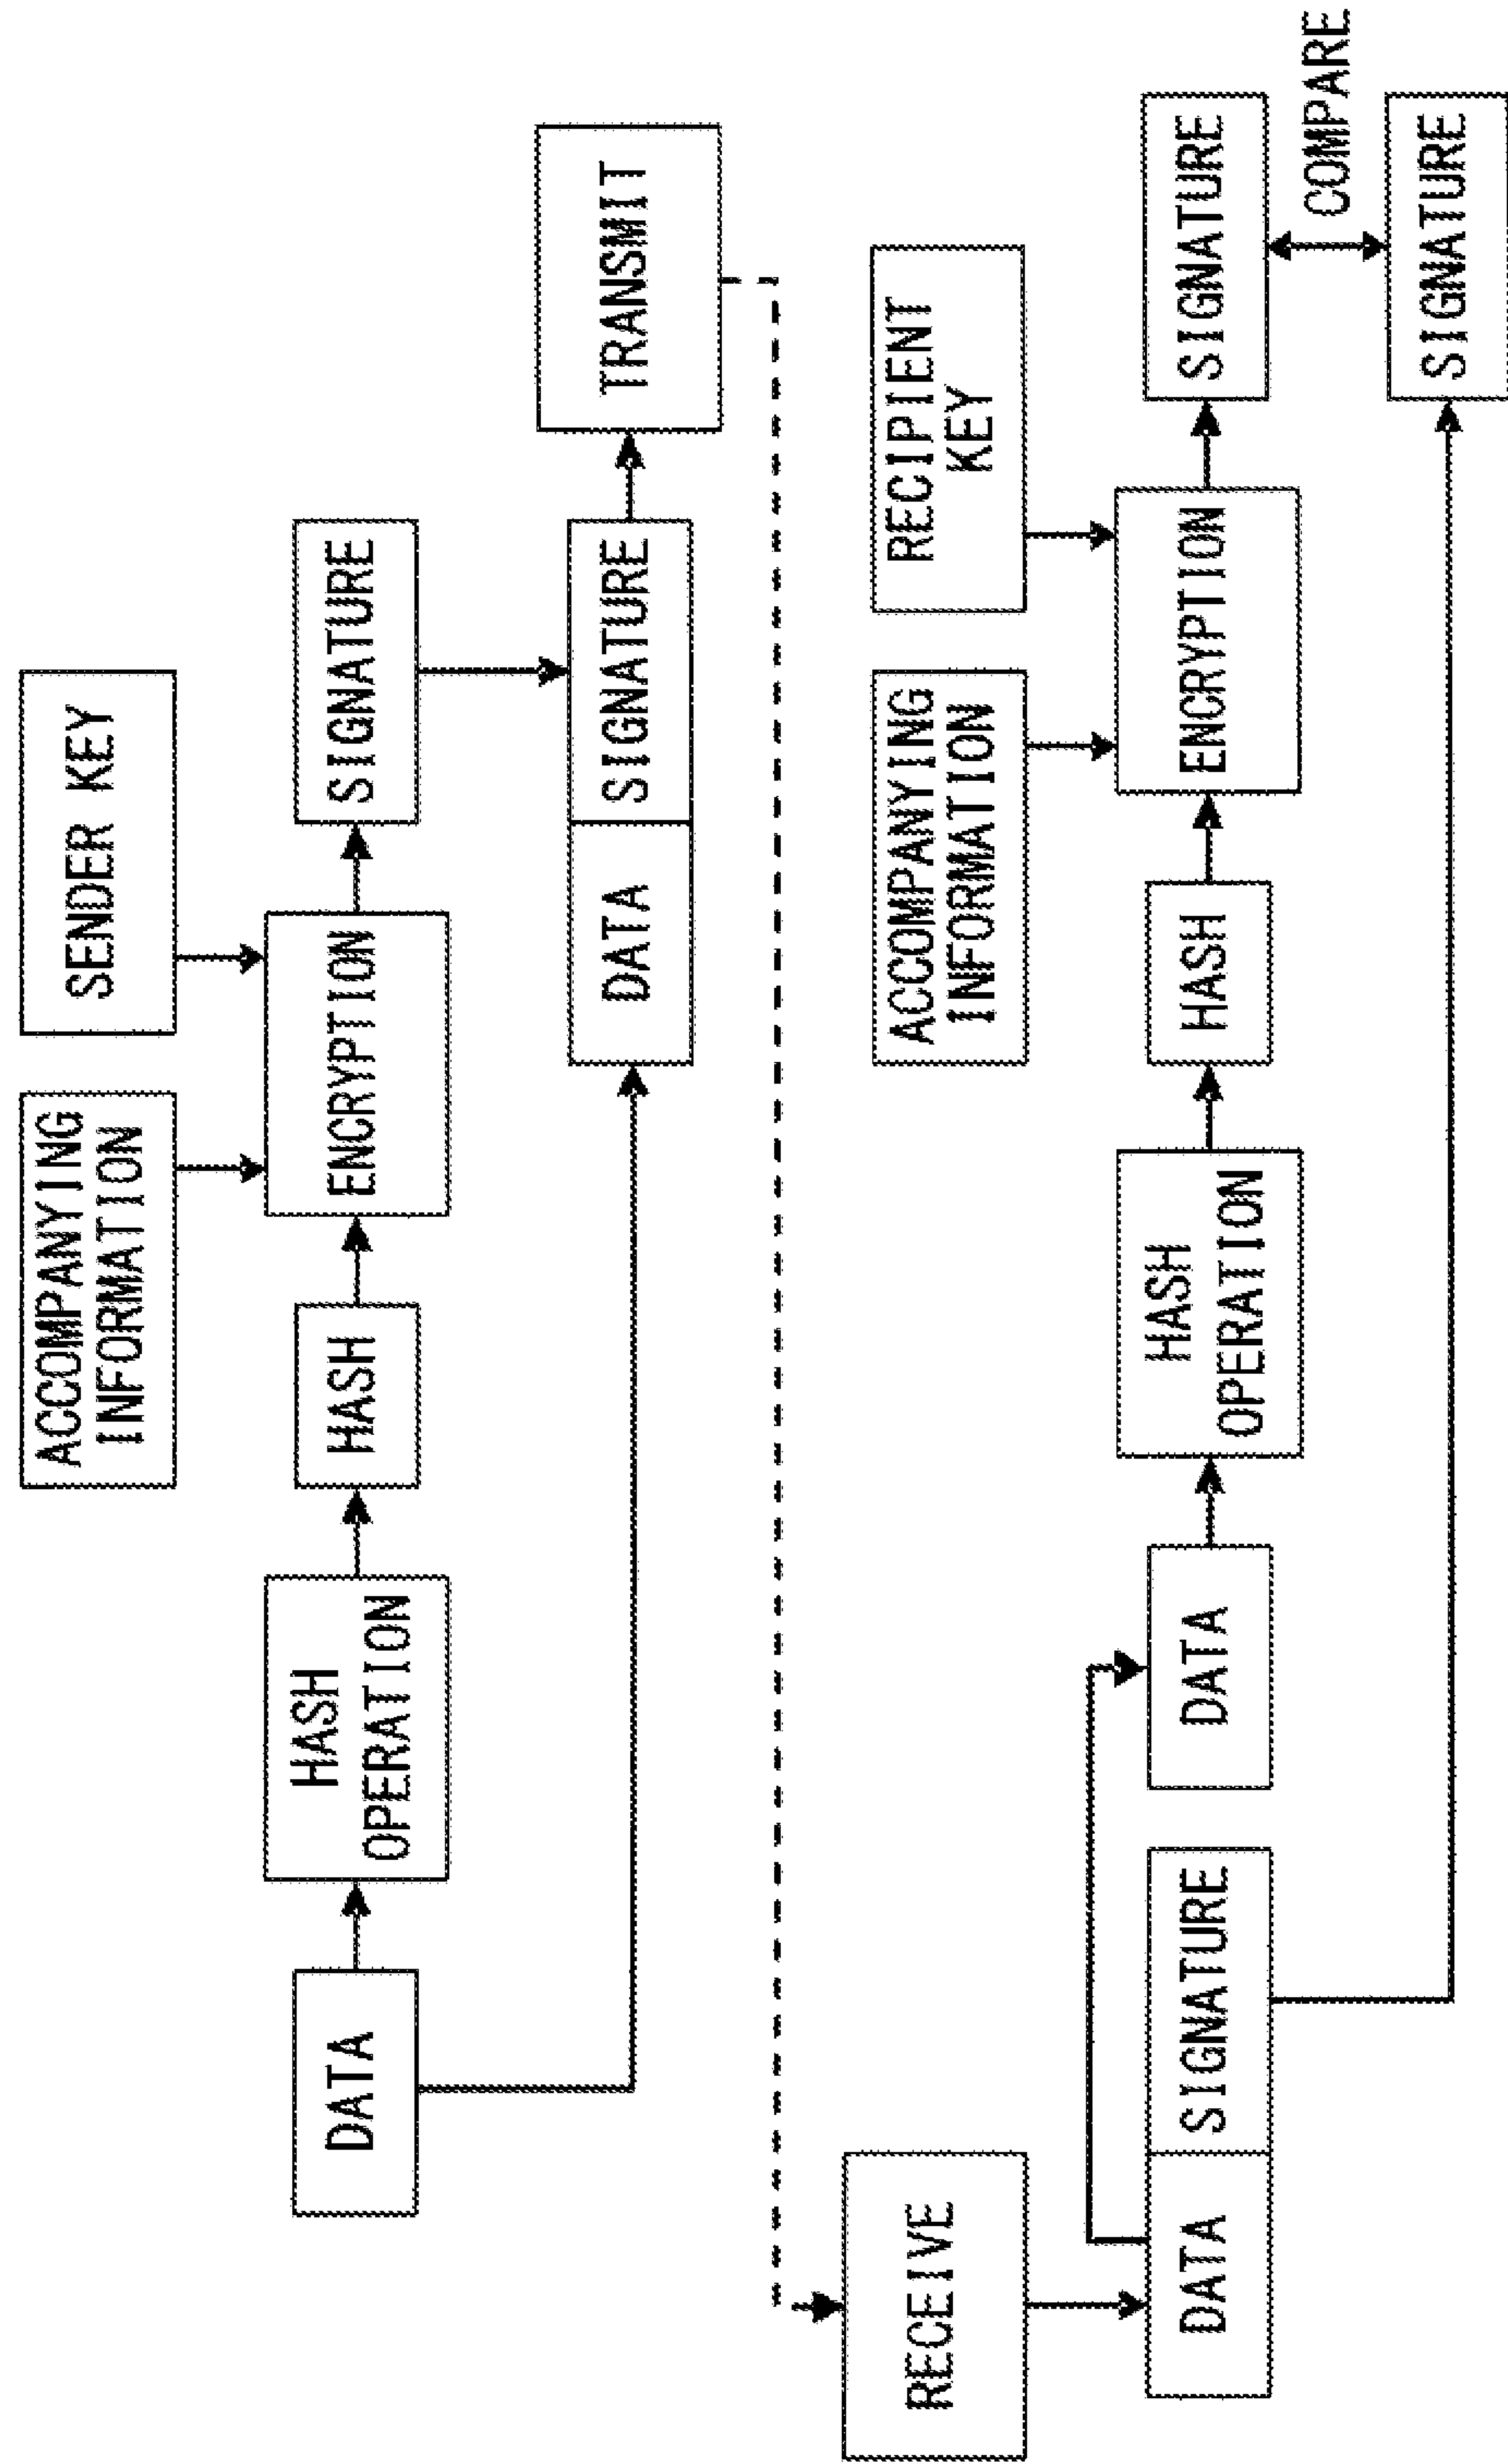 ACCOMPANYING
INFORMATION
SENDER KEY
DATA
HASH
OPERATION
HASH
ENCRYPTION
SIGNATURE
DATA
SIGNATURE
TRANSMIT
RECEIVE
ACCOMPANYING
INFORMATION
RECIPIENT
KEY
DATA
SIGNATURE
DATA
HASH
OPERATION
HASH
ENCRYPTION
SIGNATURE
COMPARE
SIGNATURE